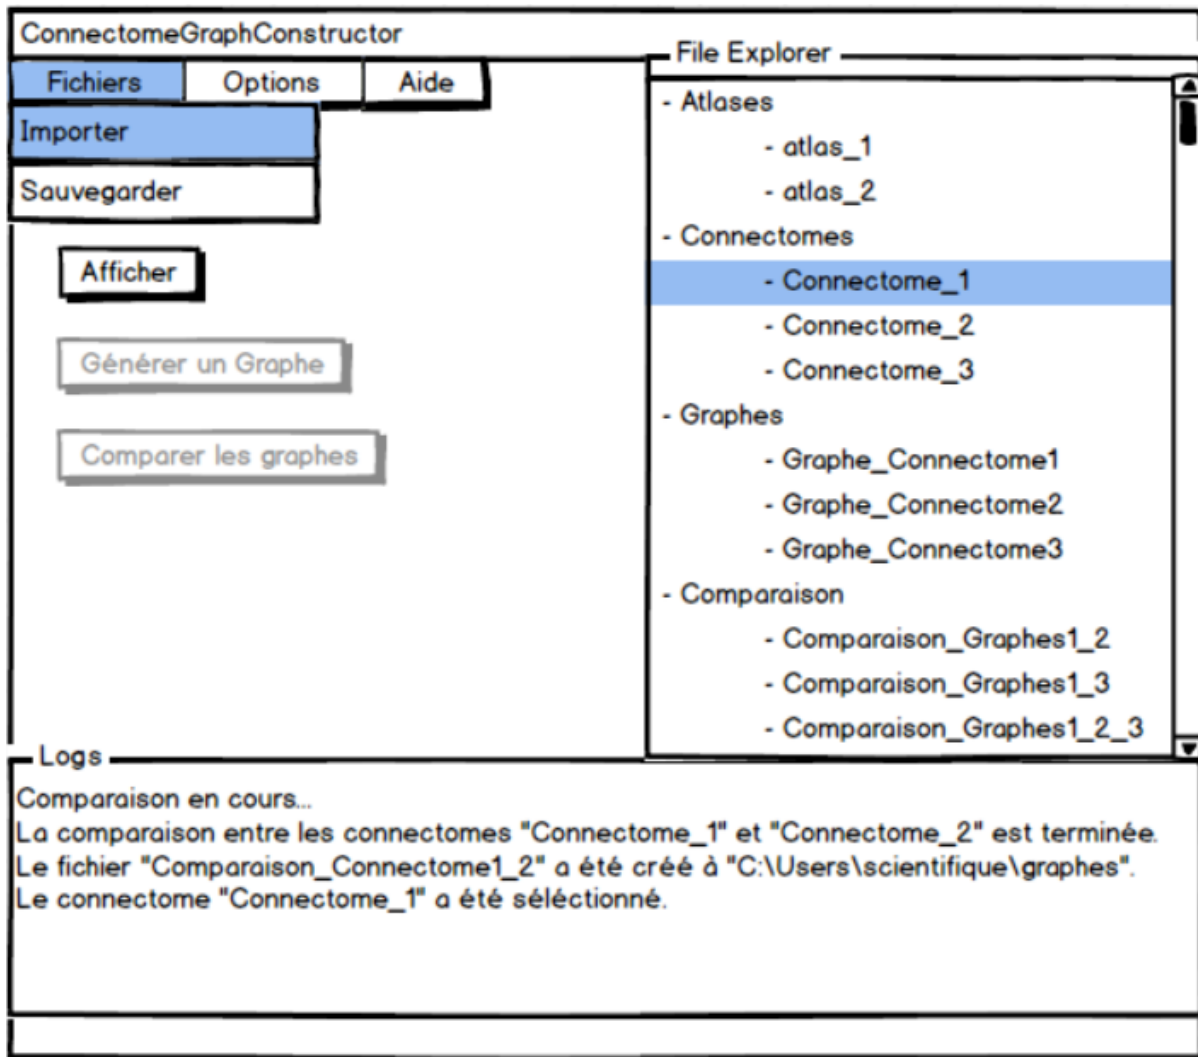 ConnectomeGraphConstructor
Fichiers Options Aide
Importer
Sauvegarder
Afficher
Générer un Graphe
Comparer les graphes
File Explorer
- Atlases
- atlas_1
- atlas_2
- Connectomes
- Connectome_1
- Connectome_2
- Connectome_3
- Graphes
- Graphe_Connectome1
- Graphe_Connectome2
- Graphe_Connectome3
- Comparaison
- Comparaison_Graphes1_2
- Comparaison_Graphes1_3
- Comparaison_Graphes1_2_3
Logs
Comparaison en cours...
La comparaison entre les connectomes "Connectome_1" et "Connectome_2" est terminée.
Le fichier "Comparaison_Connectome1_2" a été créé à "C:\Users\scientifique\graphes".
Le connectome "Connectome_1" a été séléctionné.